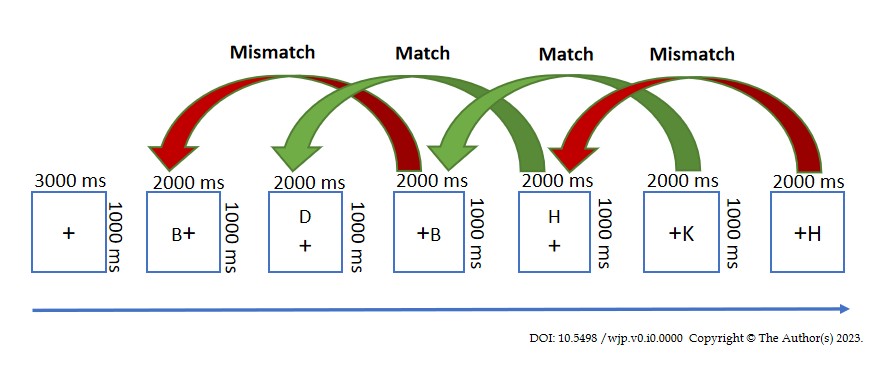 Mismatch Match Match Mismatch
3000 ms 2000 ms 2000 ms 2000 ms 2000 ms 2000 ms 2000 ms
+ 1000 ms B+ 1000 ms D 1000 ms +B 1000 ms H 1000 ms +K 1000 ms +H
+ +
DOI: 10.5498 /wjp.v0.i0.0000 Copyright © The Author(s) 2023.